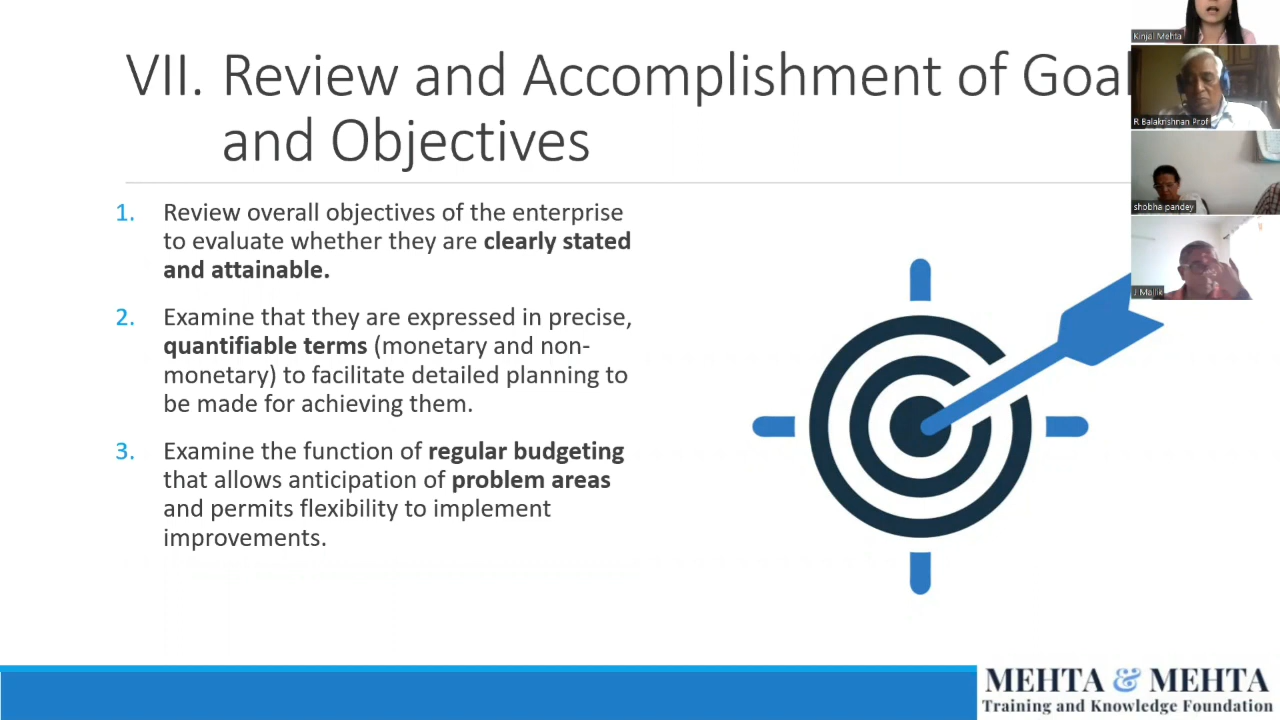 VII. Review and Accomplishment of Goal
and Objectives
1. Review overall objectives of the enterprise
to evaluate whether they are clearly stated
and attainable.
2. Examine that they are expressed in precise,
quantifiable terms (monetary and non-
monetary) to facilitate detailed planning to
be made for achieving them.
3. Examine the function of regular budgeting
that allows anticipation of problem areas
and permits flexibility to implement
improvements.
Kinjal Mehta
R Balakrishnan Prof
shobha pandey
J Mallik
MEHTA & MEHTA
Training and Knowledge Foundation